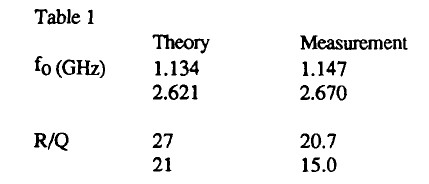 Table 1
Theory Measurement
fo (GHz) 1.134 1.147
2.621 2.670
R/Q 27 20.7
21 15.0